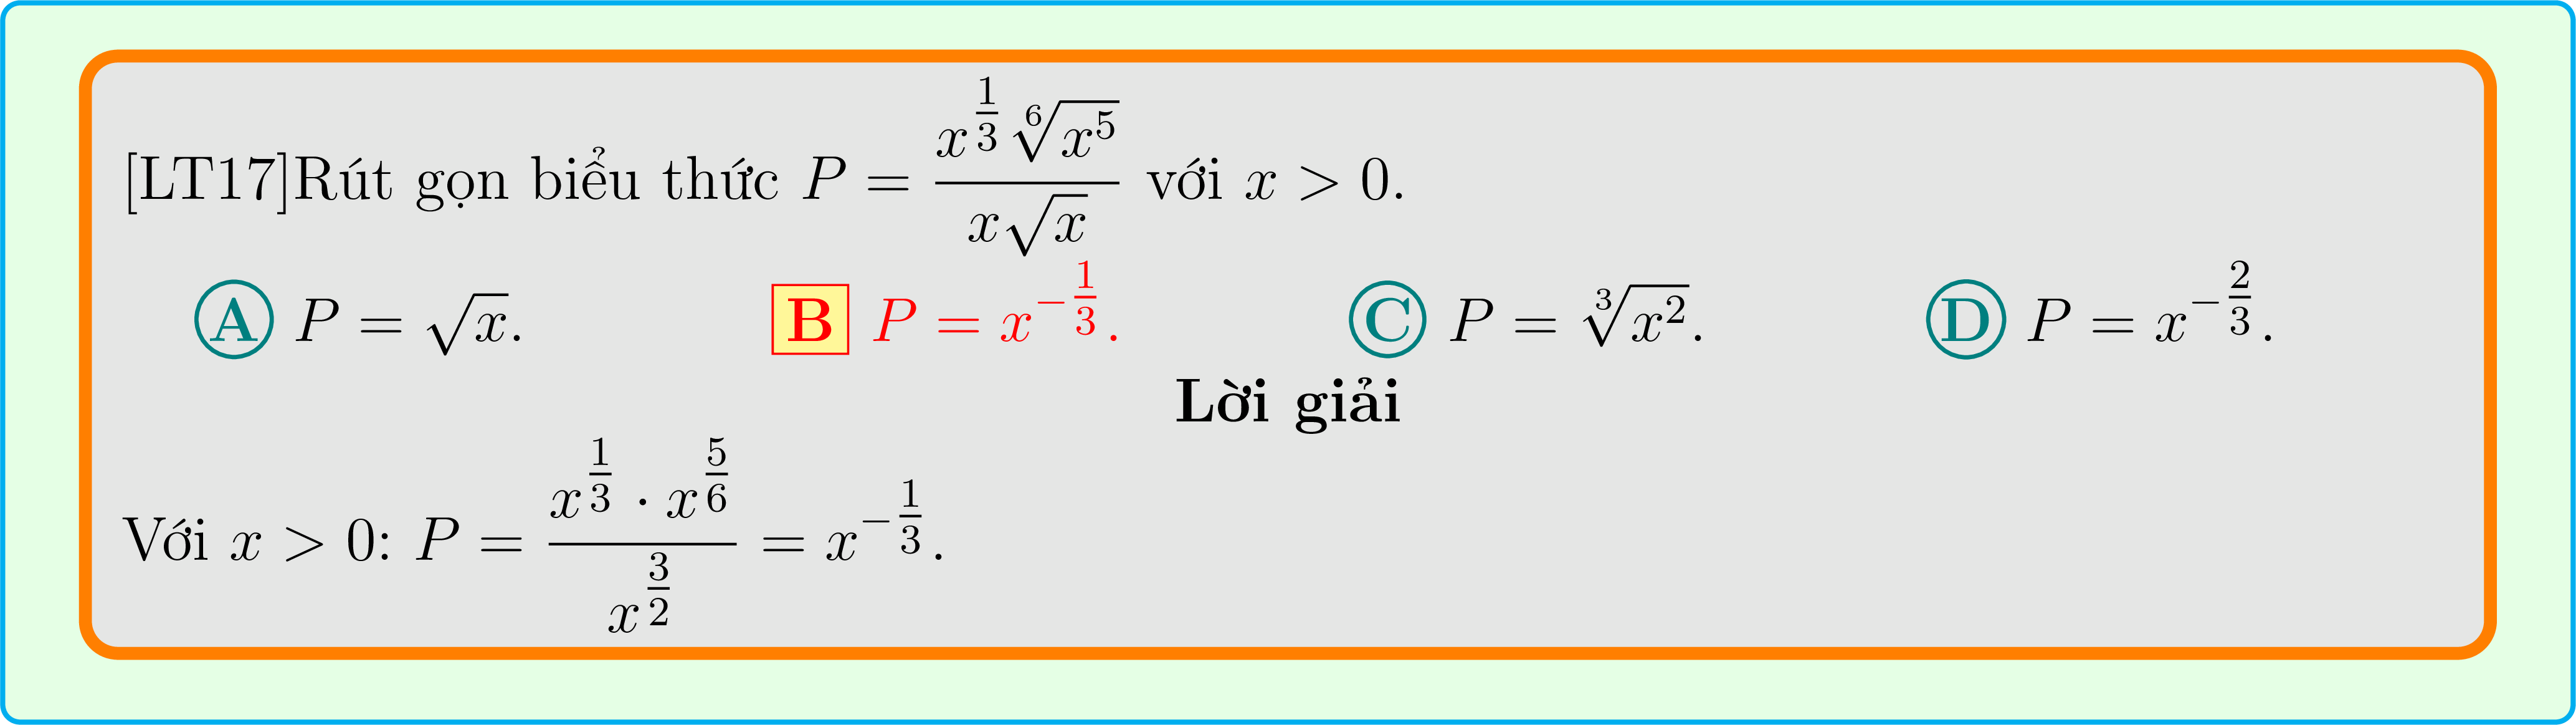 [LT17]Rút gọn biểu thức $P = \dfrac{x^{\frac{1}{3}}\sqrt[6]{x^5}}{x\sqrt{x}}$ với $x > 0$.
A $P = \sqrt{x}$. B $P = x^{-\frac{1}{3}}$. C $P = \sqrt[3]{x^2}$. D $P = x^{-\frac{2}{3}}$.
Lời giải
Với $x > 0$: $P = \dfrac{x^{\frac{1}{3}} \cdot x^{\frac{5}{6}}}{x^{\frac{3}{2}}} = x^{-\frac{1}{3}}$.